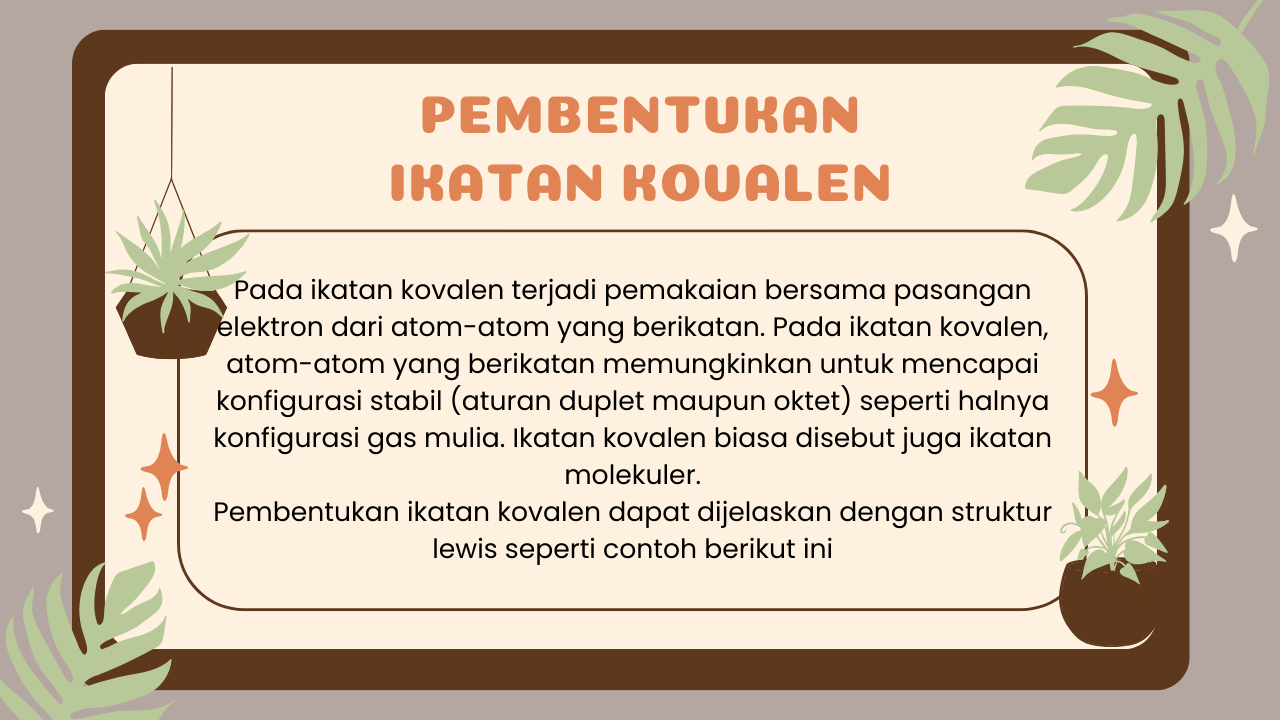 PEMBENTUKAN
IKATAN KOVALEN
Pada ikatan kovalen terjadi pemakaian bersama pasangan
elektron dari atom-atom yang berikatan. Pada ikatan kovalen,
atom-atom yang berikatan memungkinkan untuk mencapai
konfigurasi stabil (aturan duplet maupun oktet) seperti halnya
konfigurasi gas mulia. Ikatan kovalen biasa disebut juga ikatan
molekuler.
Pembentukan ikatan kovalen dapat dijelaskan dengan struktur
lewis seperti contoh berikut ini